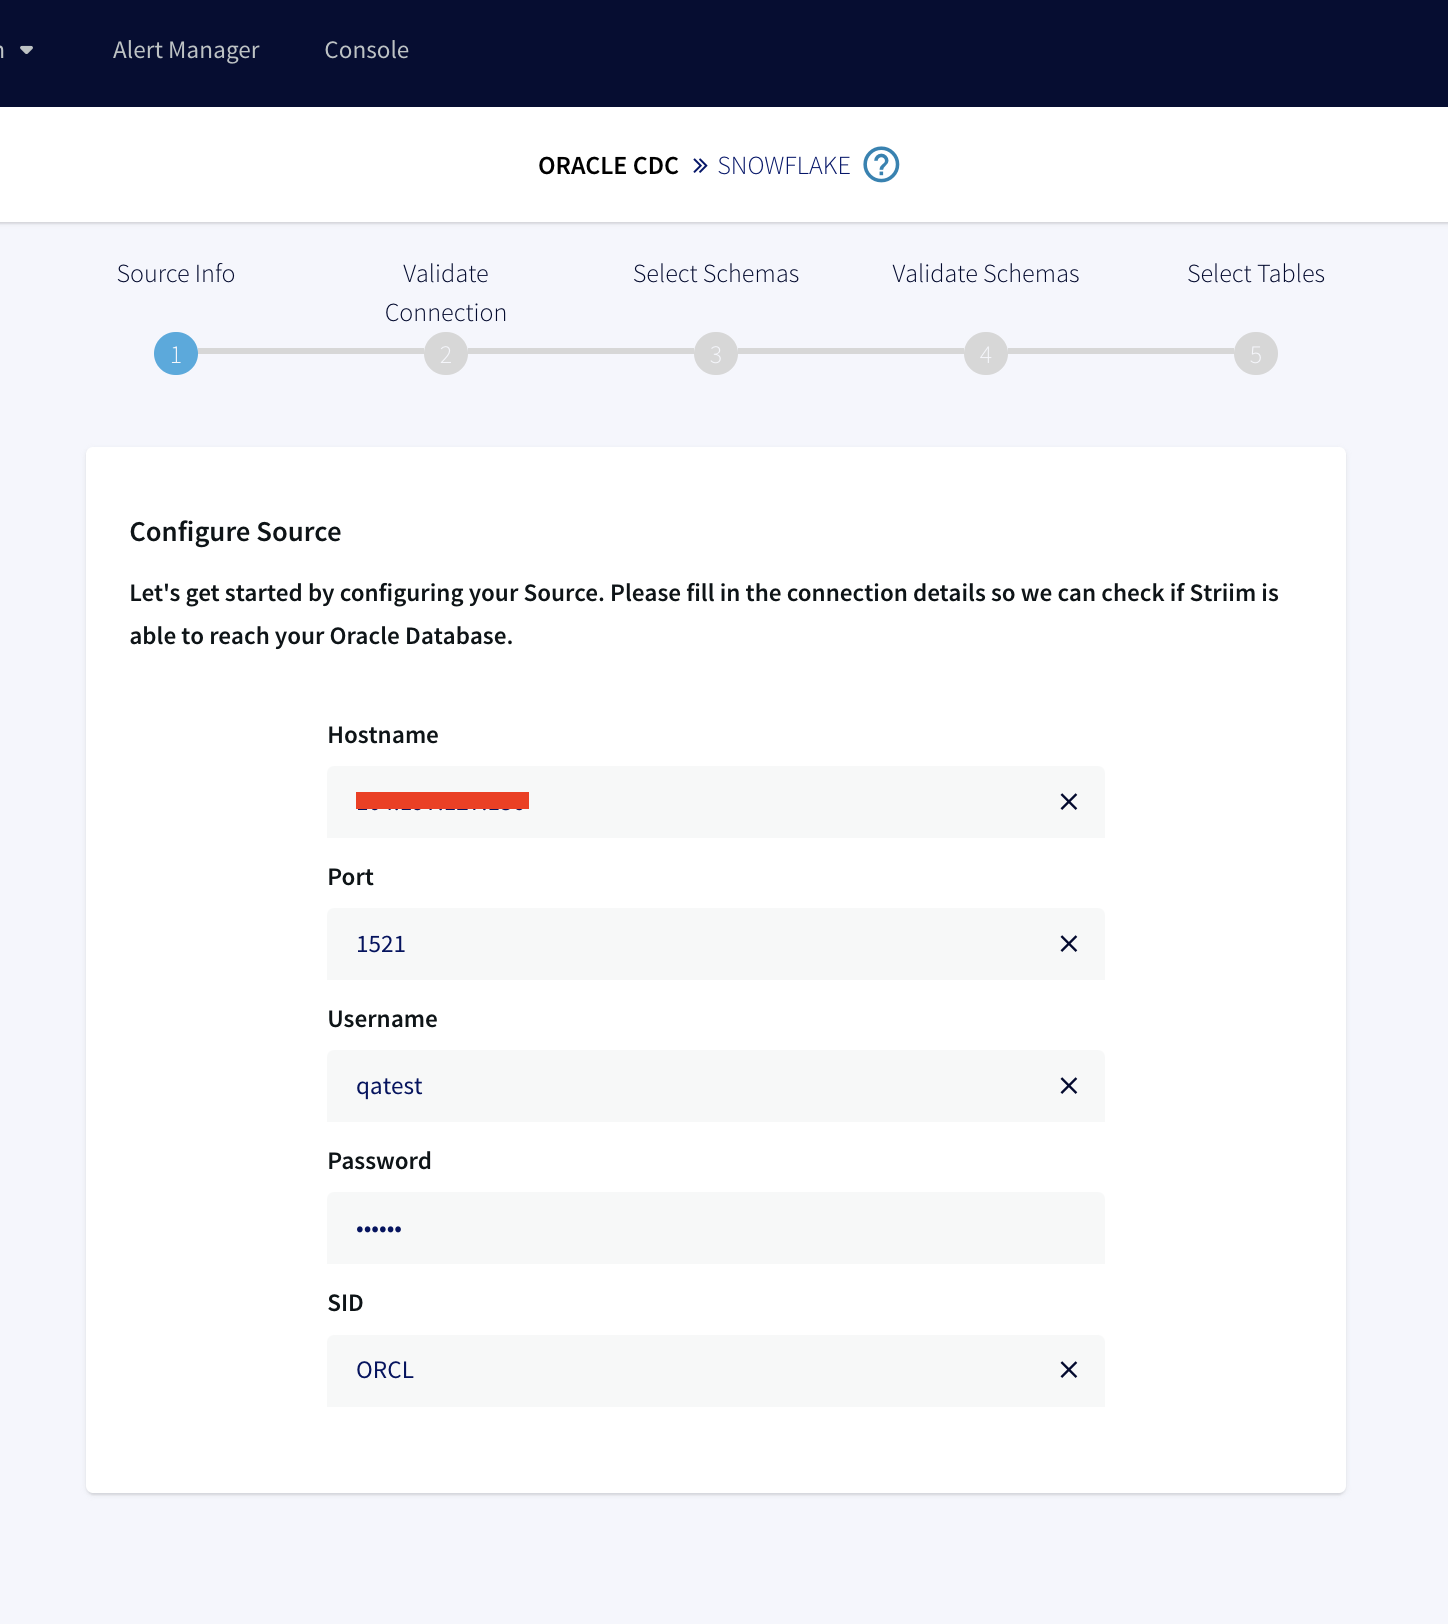 Alert Manager Console
ORACLE CDC » SNOWFLAKE ?
Source Info
Validate
Connection
Select Schemas
Validate Schemas
Select Tables
1 2 3 4 5
Configure Source
Let's get started by configuring your Source. Please fill in the connection details so we can check if Striim is
able to reach your Oracle Database.
Hostname
Port
1521
Username
qatest
Password
••••••
SID
ORCL